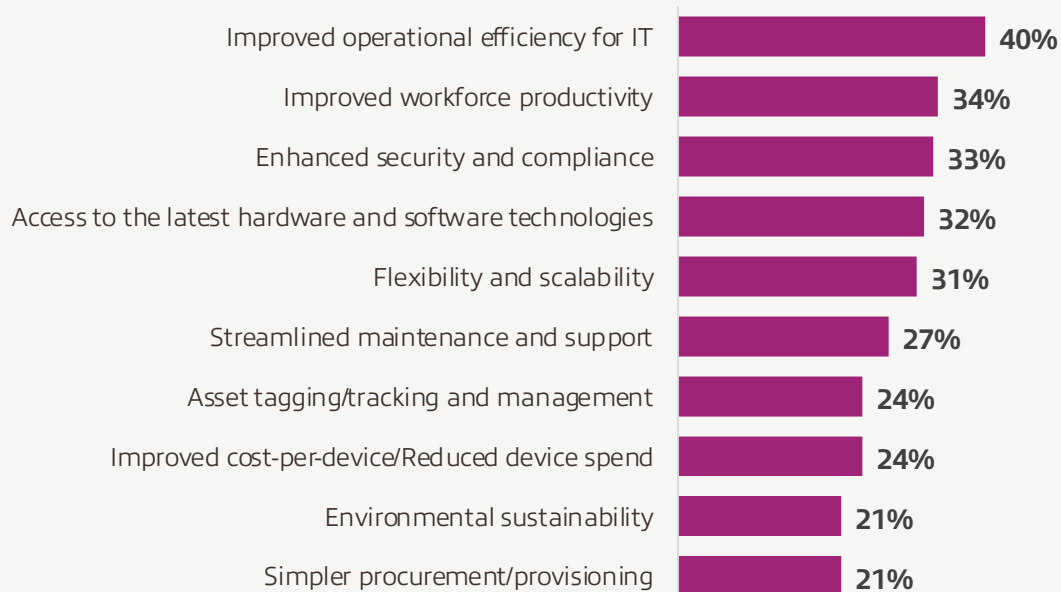 Improved operational efficiency for IT 40%
Improved workforce productivity 34%
Enhanced security and compliance 33%
Access to the latest hardware and software technologies 32%
Flexibility and scalability 31%
Streamlined maintenance and support 27%
Asset tagging/tracking and management 24%
Improved cost-per-device/Reduced device spend 24%
Environmental sustainability 21%
Simpler procurement/provisioning 21%